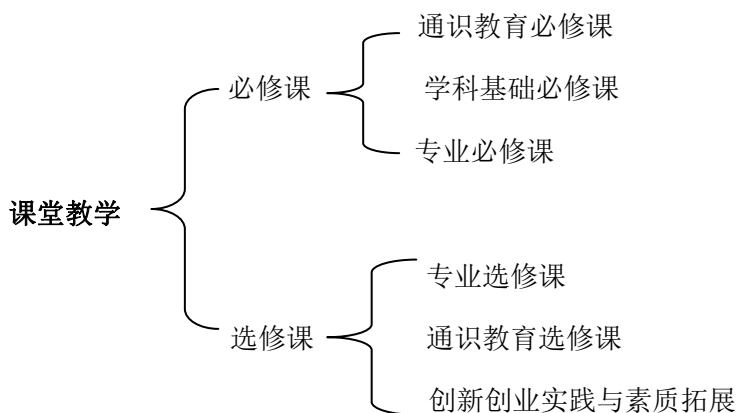 课堂教学
必修课
通识教育必修课
学科基础必修课
专业必修课
选修课
专业选修课
通识教育选修课
创新创业实践与素质拓展